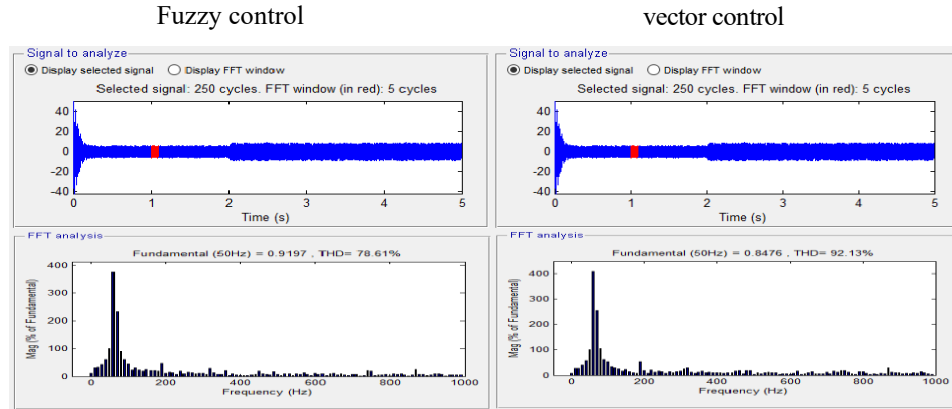 Fuzzy control
vector control
Signal to analyze
Display selected signal Display FFT window
Selected signal: 250 cycles. FFT window (in red): 5 cycles
40
20
0
-20
-40
0 1 2 3 4 5
Time (s)
FFT analysis
Fundamental (50Hz) = 0.9197 , THD= 78.61%
Mag (% of Fundamental)
400
300
200
100
0
0 200 400 600 800 1000
Frequency (Hz)
Signal to analyze
Display selected signal Display FFT window
Selected signal: 250 cycles. FFT window (in red): 5 cycles
40
20
0
-20
-40
0 1 2 3 4 5
Time (s)
FFT analysis
Fundamental (50Hz) = 0.8476 , THD= 92.13%
Mag (% of Fundamental)
400
300
200
100
0
0 200 400 600 800 1000
Frequency (Hz)